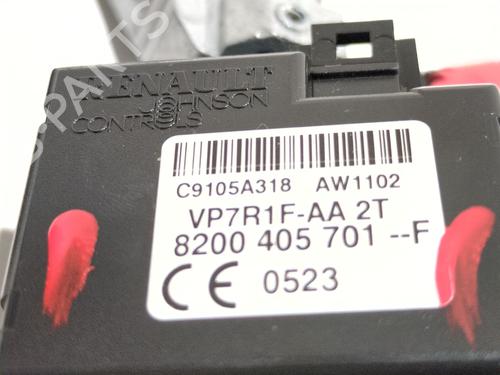 RENAULT
JOHNSON
CONTROLS
C9105A318 AW1102
VP7R1F-AA 2T
8200 405 701 --F
CE 0523